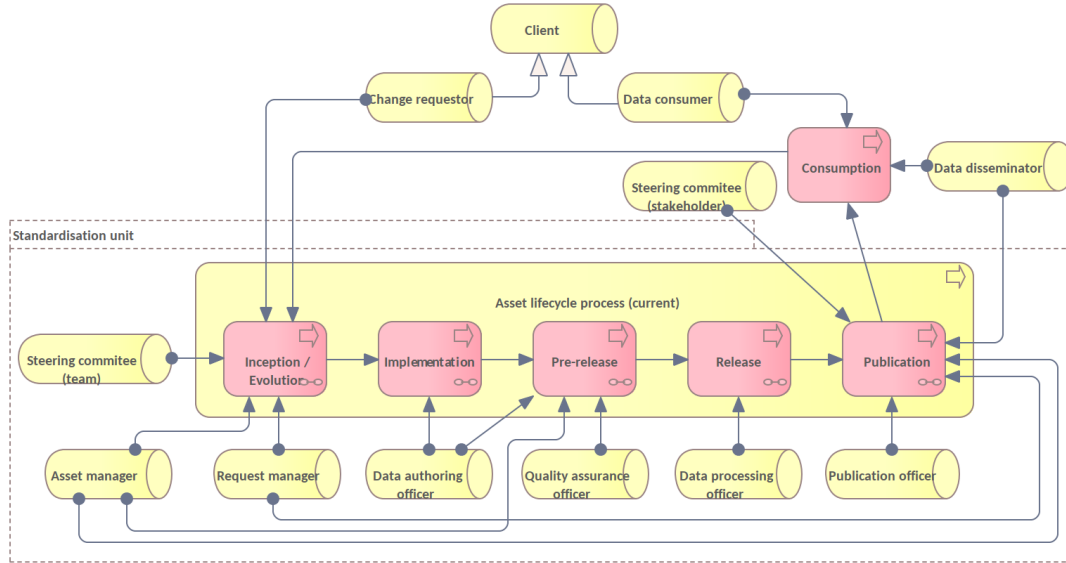 Client
Change requestor
Data consumer
Consumption
Data disseminator
Steering commitee
(stakeholder)
Standardisation unit
Asset lifecycle process (current)
Steering commitee
(team)
Inception /
Evolution
Implementation
Pre-release
Release
Publication
Asset manager
Request manager
Data authoring
officer
Quality assurance
officer
Data processing
officer
Publication officer